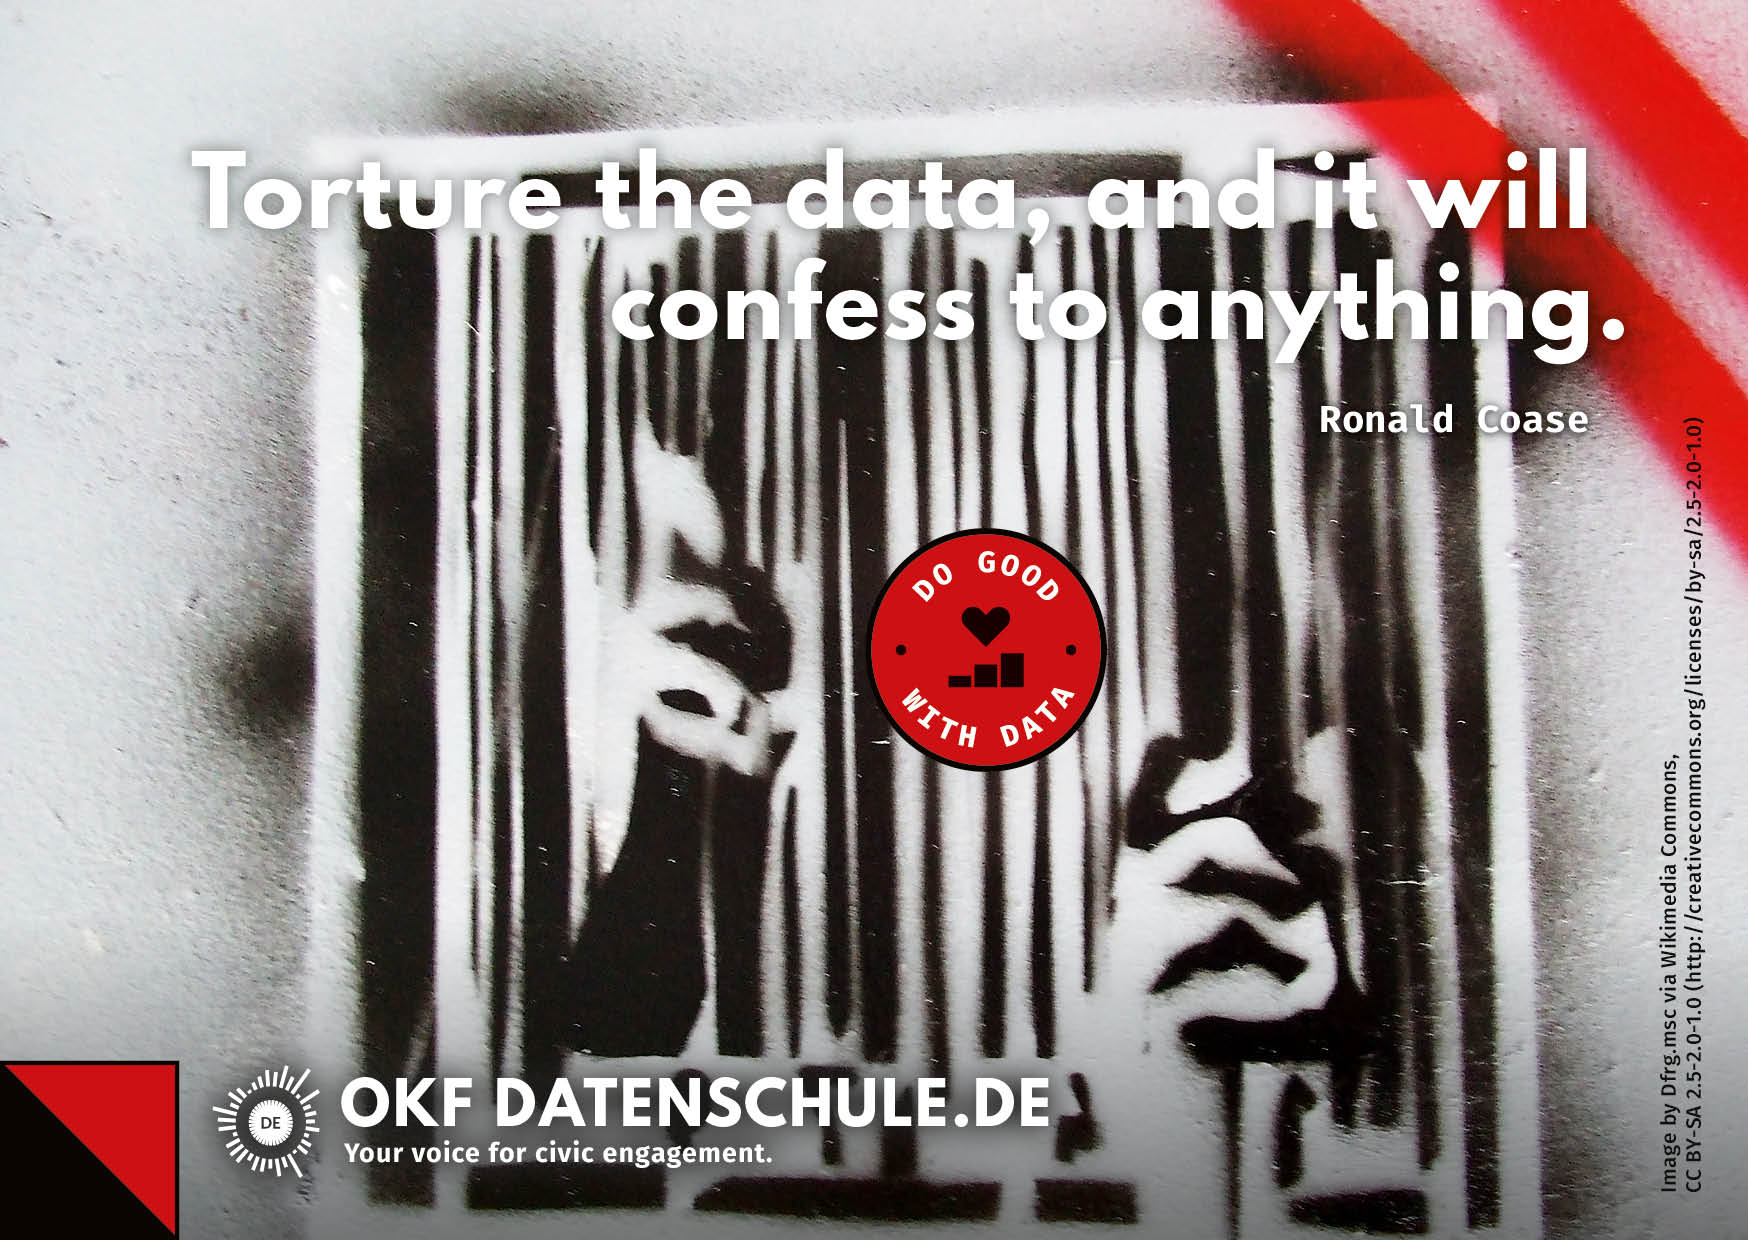 Torture the data, and it will
confess to anything.
Ronald Coase
DO GOOD
WITH DATA
DE
OKF DATENSCHULE.DE
Your voice for civic engagement.
Image by Dfrg.msc via Wikimedia Commons,
CC BY-SA 2.5-2.0-1.0 (http://creativecommons.org/licenses/by-sa/2.5-2.0-1.0)